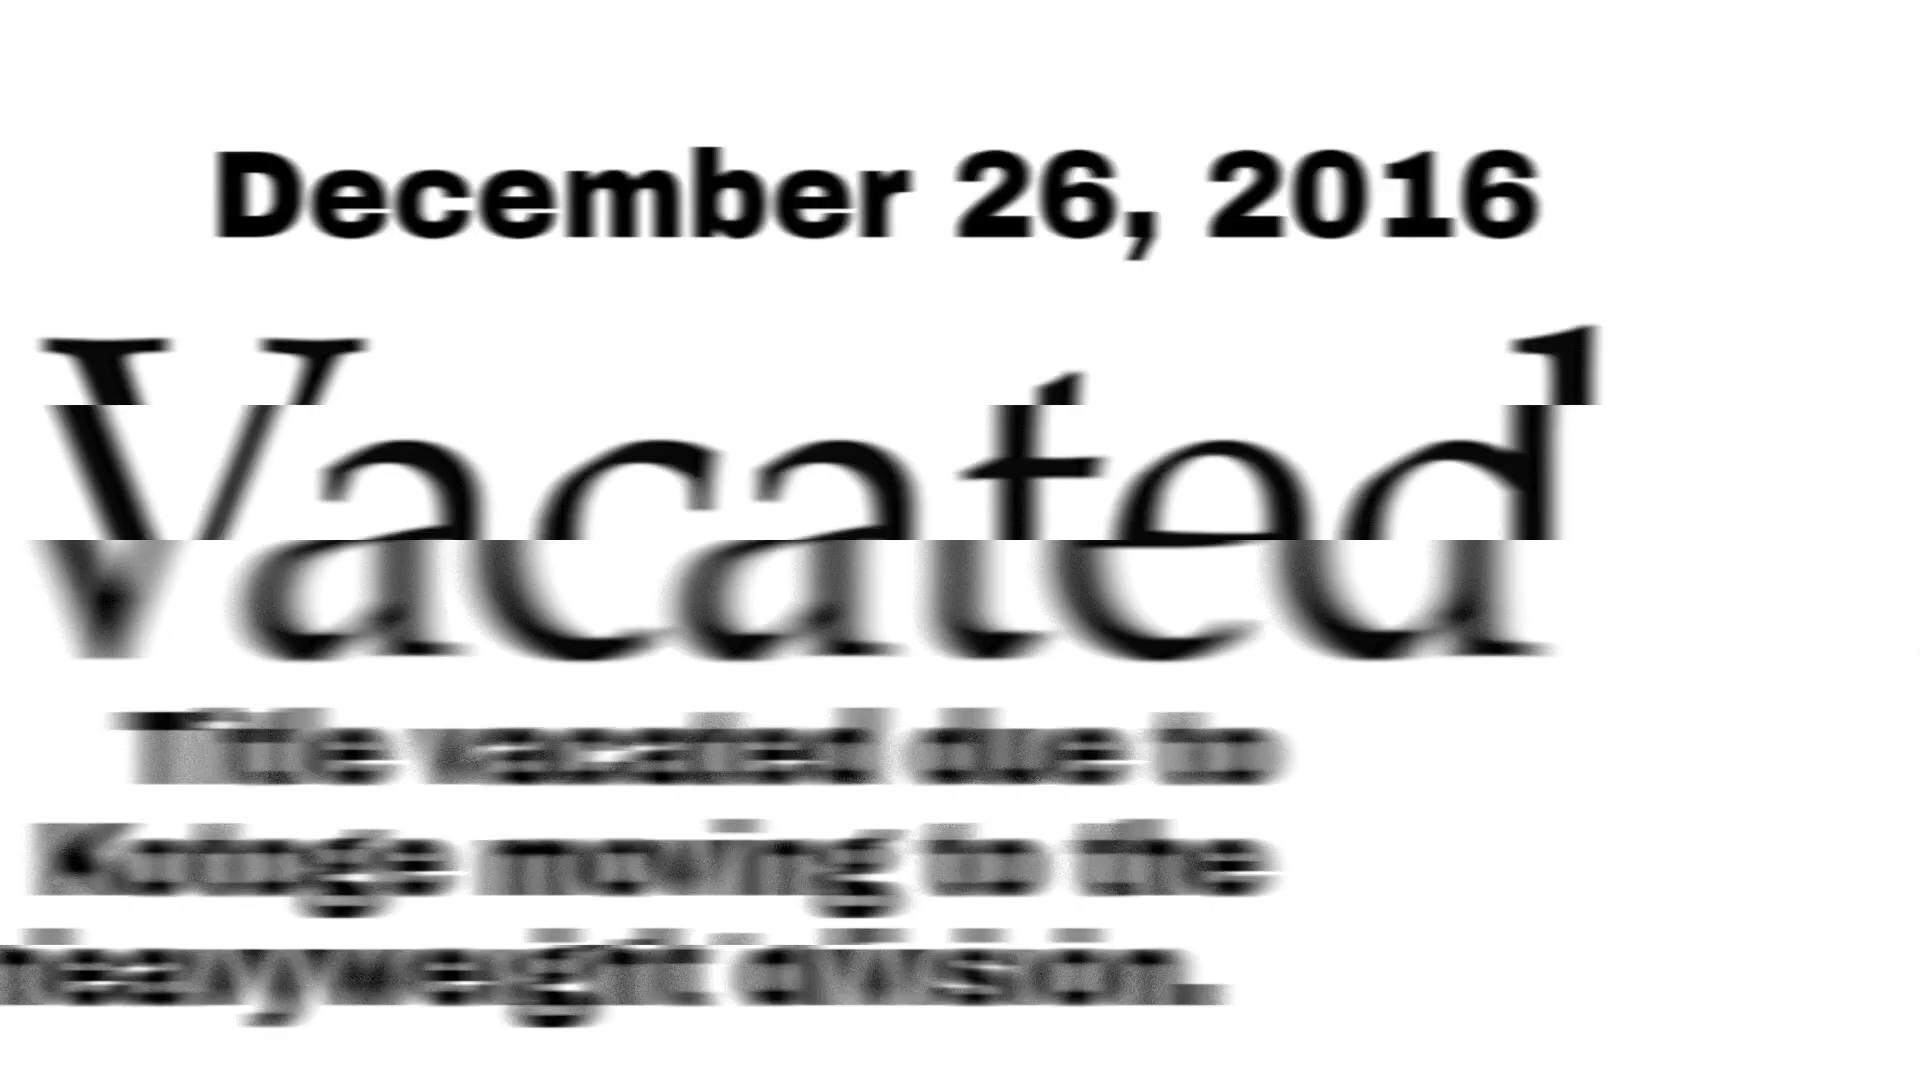 December 26, 2016
Vacated
Title vacated due to
Kotoge moving to the
heavyweight division.